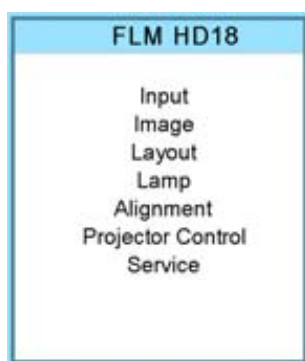 FLM HD18
Input
Image
Layout
Lamp
Alignment
Projector Control
Service